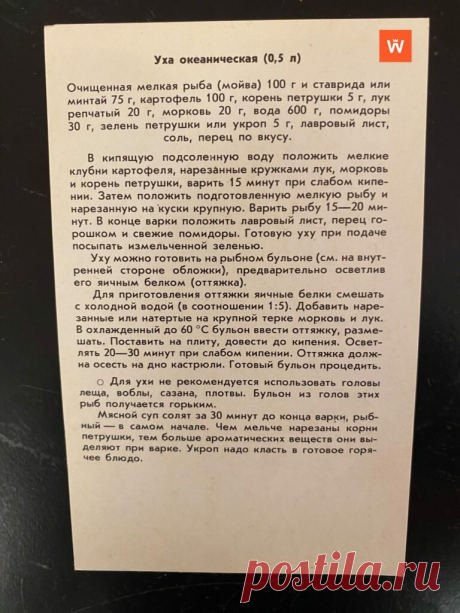 Уха океаническая (0,5 л)
W
Очищенная мелкая рыба (мойва) 100 г и ставрида или
минтай 75 г, картофель 100 г, корень петрушки 5 г, лук
репчатый 20 г, морковь 20 г, вода 600 г, помидоры
30 г, зелень петрушки или укроп 5 г, лавровый лист,
соль, перец по вкусу.
В кипящую подсоленную воду положить мелкие
клубни картофеля, нарезанные кружками лук, морковь
и корень петрушки, варить 15 минут при слабом кипе-
нии. Затем положить подготовленную мелкую рыбу и
нарезанную на куски крупную. Варить рыбу 15—20 ми-
нут. В конце варки положить лавровый лист, перец го-
рошком и свежие помидоры. Готовую уху при подаче
посыпать измельченной зеленью.
Уху можно готовить на рыбном бульоне (см. на внут-
ренней стороне обложки), предварительно осветлив
его яичным белком (оттяжка).
Для приготовления оттяжки яичные белки смешать
с холодной водой (в соотношении 1:5). Добавить наре-
занные или натертые на крупной терке морковь и лук.
В охлажденный до 60 °С бульон ввести оттяжку, разме-
шать. Поставить на плиту, довести до кипения. Освет-
лять 20—30 минут при слабом кипении. Оттяжка долж-
на осесть на дно кастрюли. Готовый бульон процедить.
○ Для ухи не рекомендуется использовать головы
леща, воблы, сазана, плотвы. Бульон из голов этих
рыб получается горьким.
Мясной суп солят за 30 минут до конца варки, рыб-
ный — в самом начале. Чем мельче нарезаны корни
петрушки, тем больше ароматических веществ они вы-
деляют при варке. Укроп надо класть в готовое горя-
чее блюдо.
postila.ru